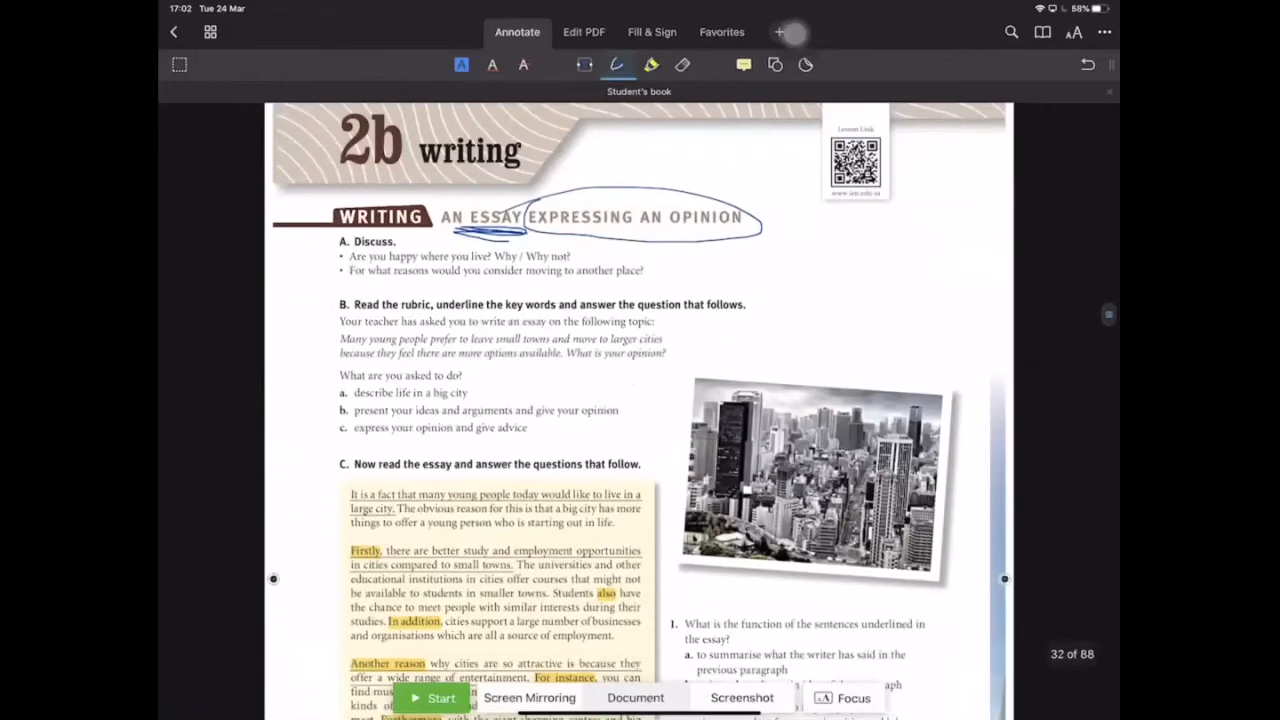 17:02 Tue 24 Mar
58%
Annotate
Edit PDF
Fill & Sign
Favorites
Student's book
2b writing
Lesson Link
WRITING AN ESSAY EXPRESSING AN OPINION
A. Discuss.
• Are you happy where you live? Why / Why not?
• For what reasons would you consider moving to another place?
B. Read the rubric, underline the key words and answer the question that follows.
Your teacher has asked you to write an essay on the following topic:
Many young people prefer to leave small towns and move to larger cities
because they feel there are more options available. What is your opinion?
What are you asked to do?
a. describe life in a big city
b. present your ideas and arguments and give your opinion
c. express your opinion and give advice
C. Now read the essay and answer the questions that follow.
It is a fact that many young people today would like to live in a
large city. The obvious reason for this is that a big city has more
things to offer a young person who is starting out in life.
Firstly, there are better study and employment opportunities
in cities compared to small towns. The universities and other
educational institutions in cities offer courses that might not
be available to students in smaller towns. Students also have
the chance to meet people with similar interests during their
studies. In addition, cities support a large number of businesses
and organisations which are all a source of employment.
Another reason why cities are so attractive is because they
offer a wide range of entertainment. For instance, you can
find
kinds of
1. What is the function of the sentences underlined in
the essay?
a. to summarise what the writer has said in the
previous paragraph
32 of 88
Start
Screen Mirroring
Document
Screenshot
Focus